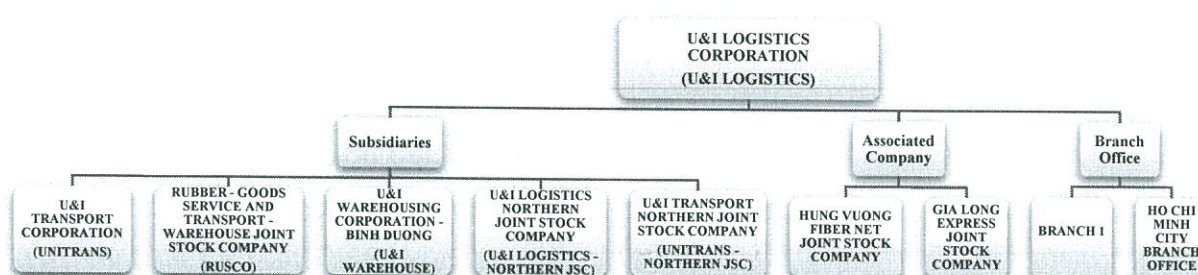 U&I LOGISTICS
CORPORATION
(U&I LOGISTICS)
Subsidiaries
Associated
Company
Branch
Office
U&I
TRANSPORT
CORPORATION
(UNITRANS)
RUBBER - GOODS
SERVICE AND
TRANSPORT -
WAREHOUSE JOINT
STOCK COMPANY
(RUSCO)
U&I
WAREHOUSING
CORPORATION -
BINH DUONG
(U&I
WAREHOUSE)
U&I LOGISTICS
NORTHERN
JOINT STOCK
COMPANY
(U&I LOGISTICS -
NORTHERN JSC)
U&I TRANSPORT
NORTHERN JOINT
STOCK COMPANY
(UNITRANS -
NORTHERN JSC)
HUNG VUONG
FIBER NET
JOINT STOCK
COMPANY
GIA LONG
EXPRESS
JOINT
STOCK
COMPANY
BRANCH 1
HO CHI
MINH
CITY
BRANCH
OFFICE